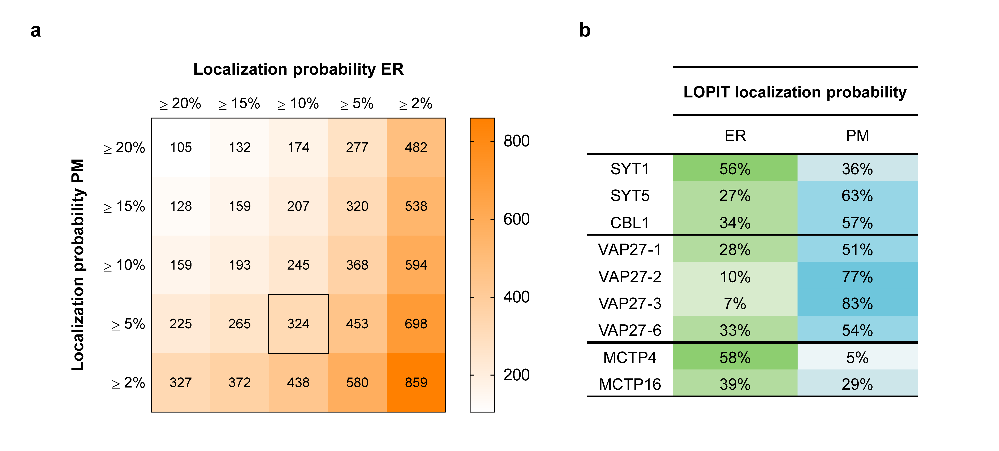 a
Localization probability ER
≥ 20% ≥ 15% ≥ 10% ≥ 5% ≥ 2%
Localization probability PM
≥ 20% 105 132 174 277 482
≥ 15% 128 159 207 320 538
≥ 10% 159 193 245 368 594
≥ 5% 225 265 324 453 698
≥ 2% 327 372 438 580 859
800
600
400
200
b
LOPIT localization probability
ER PM
SYT1 56% 36%
SYT5 27% 63%
CBL1 34% 57%
VAP27-1 28% 51%
VAP27-2 10% 77%
VAP27-3 7% 83%
VAP27-6 33% 54%
MCTP4 58% 5%
MCTP16 39% 29%